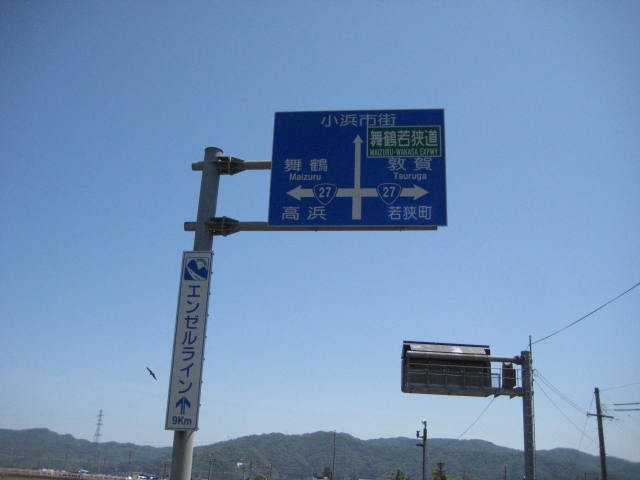 小浜市街
舞鶴若狭道
MAIZURU-WAKASA EXPWY
舞鶴
Maizuru
敦賀
Tsuruga
27
27
高浜
若狭町
エンゼルライン
9Km